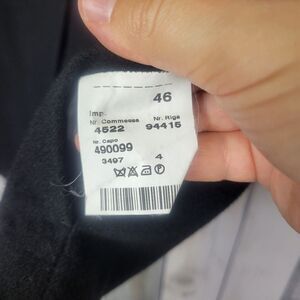 46
Imp.
Nr. Commessa Nr. Riga
4522 94415
Nr. Capo
490099
3497 4